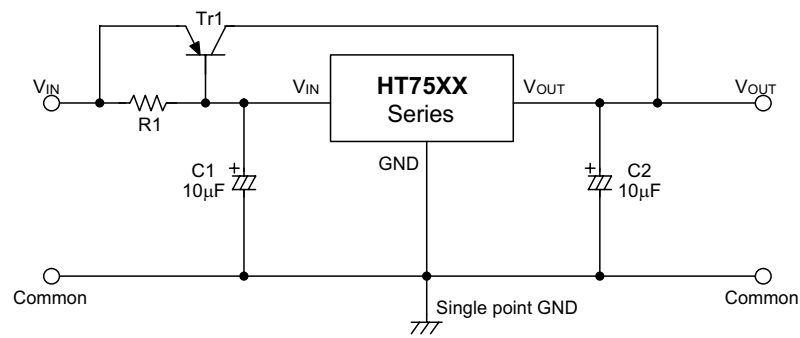 Tr1
VIN
R1
VIN
HT75XX
Series
VOUT
VOUT
GND
C1
10μF
+
+
C2
10μF
Common
Single point GND
Common